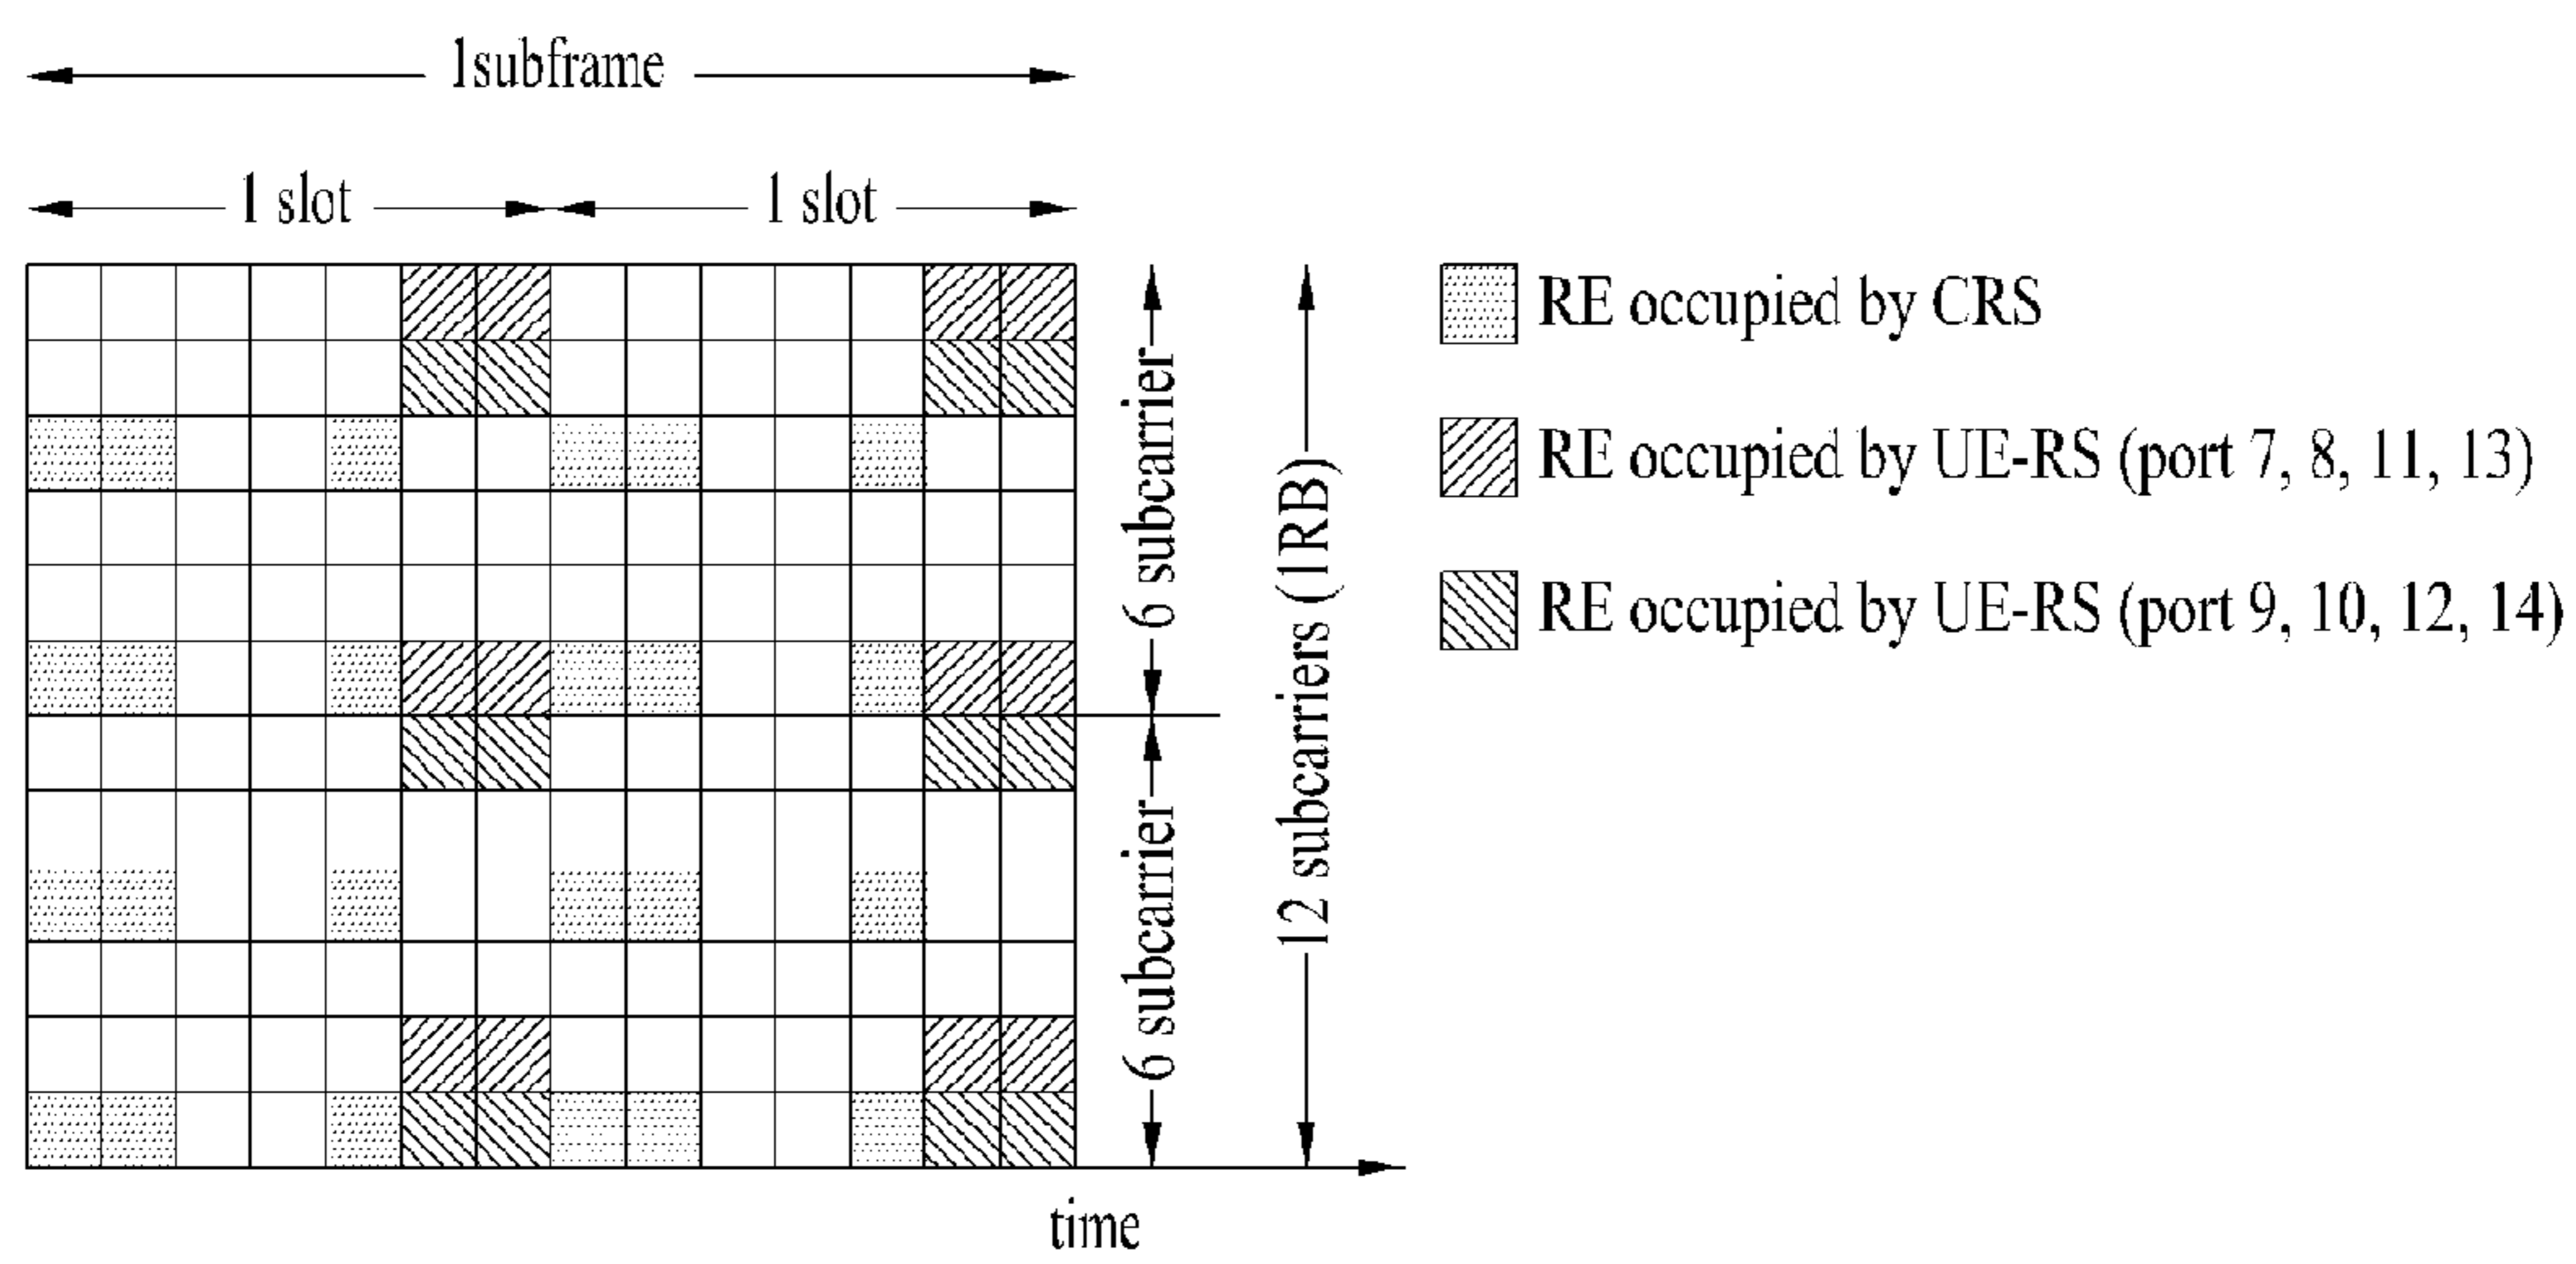 1subframe
1 slot
1 slot
6 subcarrier
6 subcarrier
12 subcarriers (1RB)
RE occupied by CRS
RE occupied by UE-RS (port 7, 8, 11, 13)
RE occupied by UE-RS (port 9, 10, 12, 14)
time